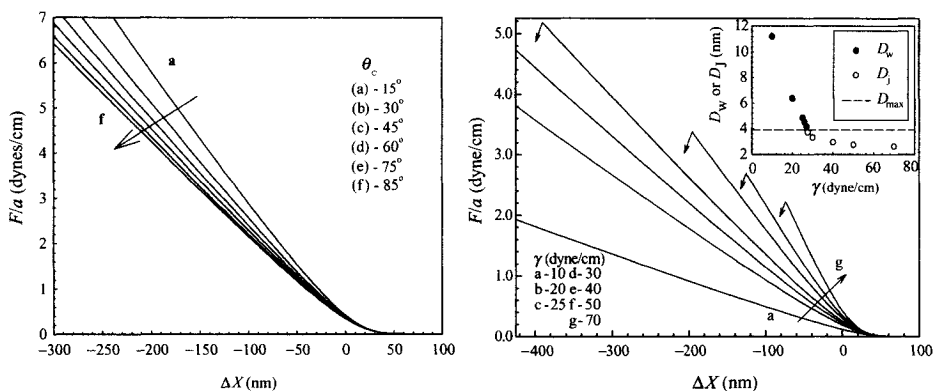 7
6
5
4
3
2
1
0
−300 −250 −200 −150 −100 −50 0 50 100
F/a (dynes/cm)
ΔX (nm)
a
f
θc
(a) - 15°
(b) - 30°
(c) - 45°
(d) - 60°
(e) - 75°
(f) - 85°
5.0
4.0
3.0
2.0
1.0
0.0
−400 −300 −200 −100 0 100
F/a (dyne/cm)
ΔX (nm)
γ (dyne/cm)
a-10 d-30
b-20 e-40
c-25 f-50
g-70
a
g
12
10
8
6
4
2
0 20 40 60 80
Dw or DJ (nm)
γ (dyne/cm)
Dw
Dj
Dmax